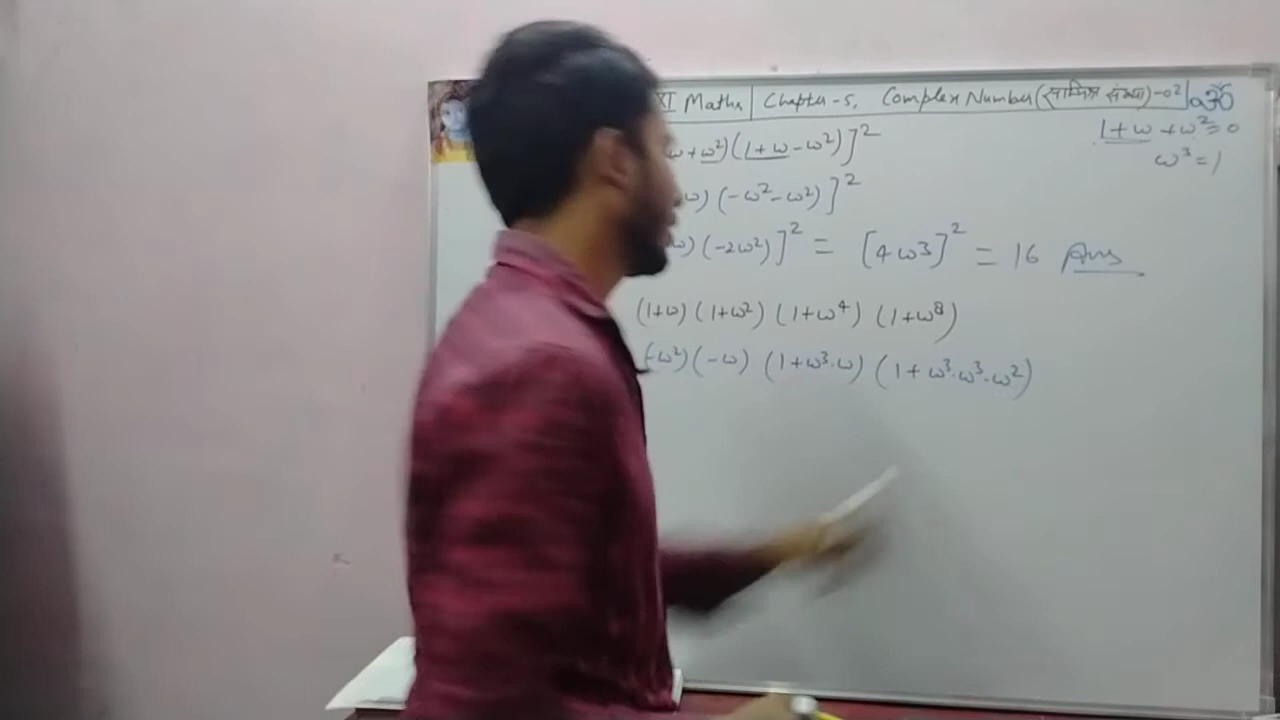 XI Maths | Chapter-5, Complex Number (सम्मिश्र संख्या)-02 ॐ
1+ω+ω²=0
ω³=1
ω+ω²)(1+ω-ω²)]²
ω)(-ω²-ω²)]²
ω)(-2ω²)]² = [4ω3]² = 16 Ans
(1+ω)(1+ω²)(1+ω⁴)(1+ω⁸)
(-ω²)(-ω)(1+ω³.ω)(1+ω³.ω³.ω²)